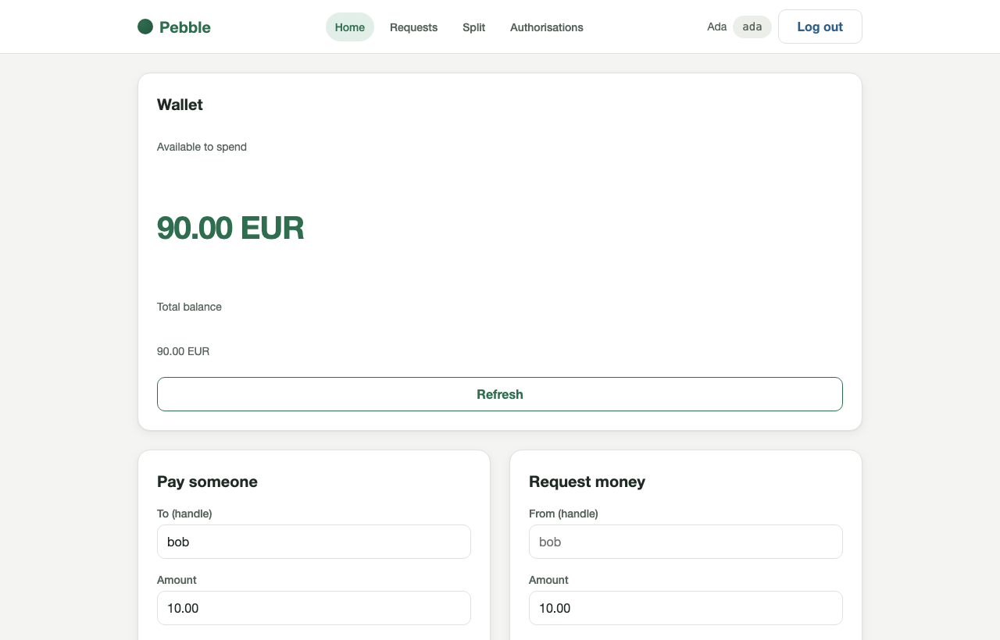 Pebble
Home
Requests
Split
Authorisations
Ada
ada
Log out
Wallet
Available to spend
90.00 EUR
Total balance
90.00 EUR
Refresh
Pay someone
To (handle)
bob
Amount
10.00
Request money
From (handle)
bob
Amount
10.00